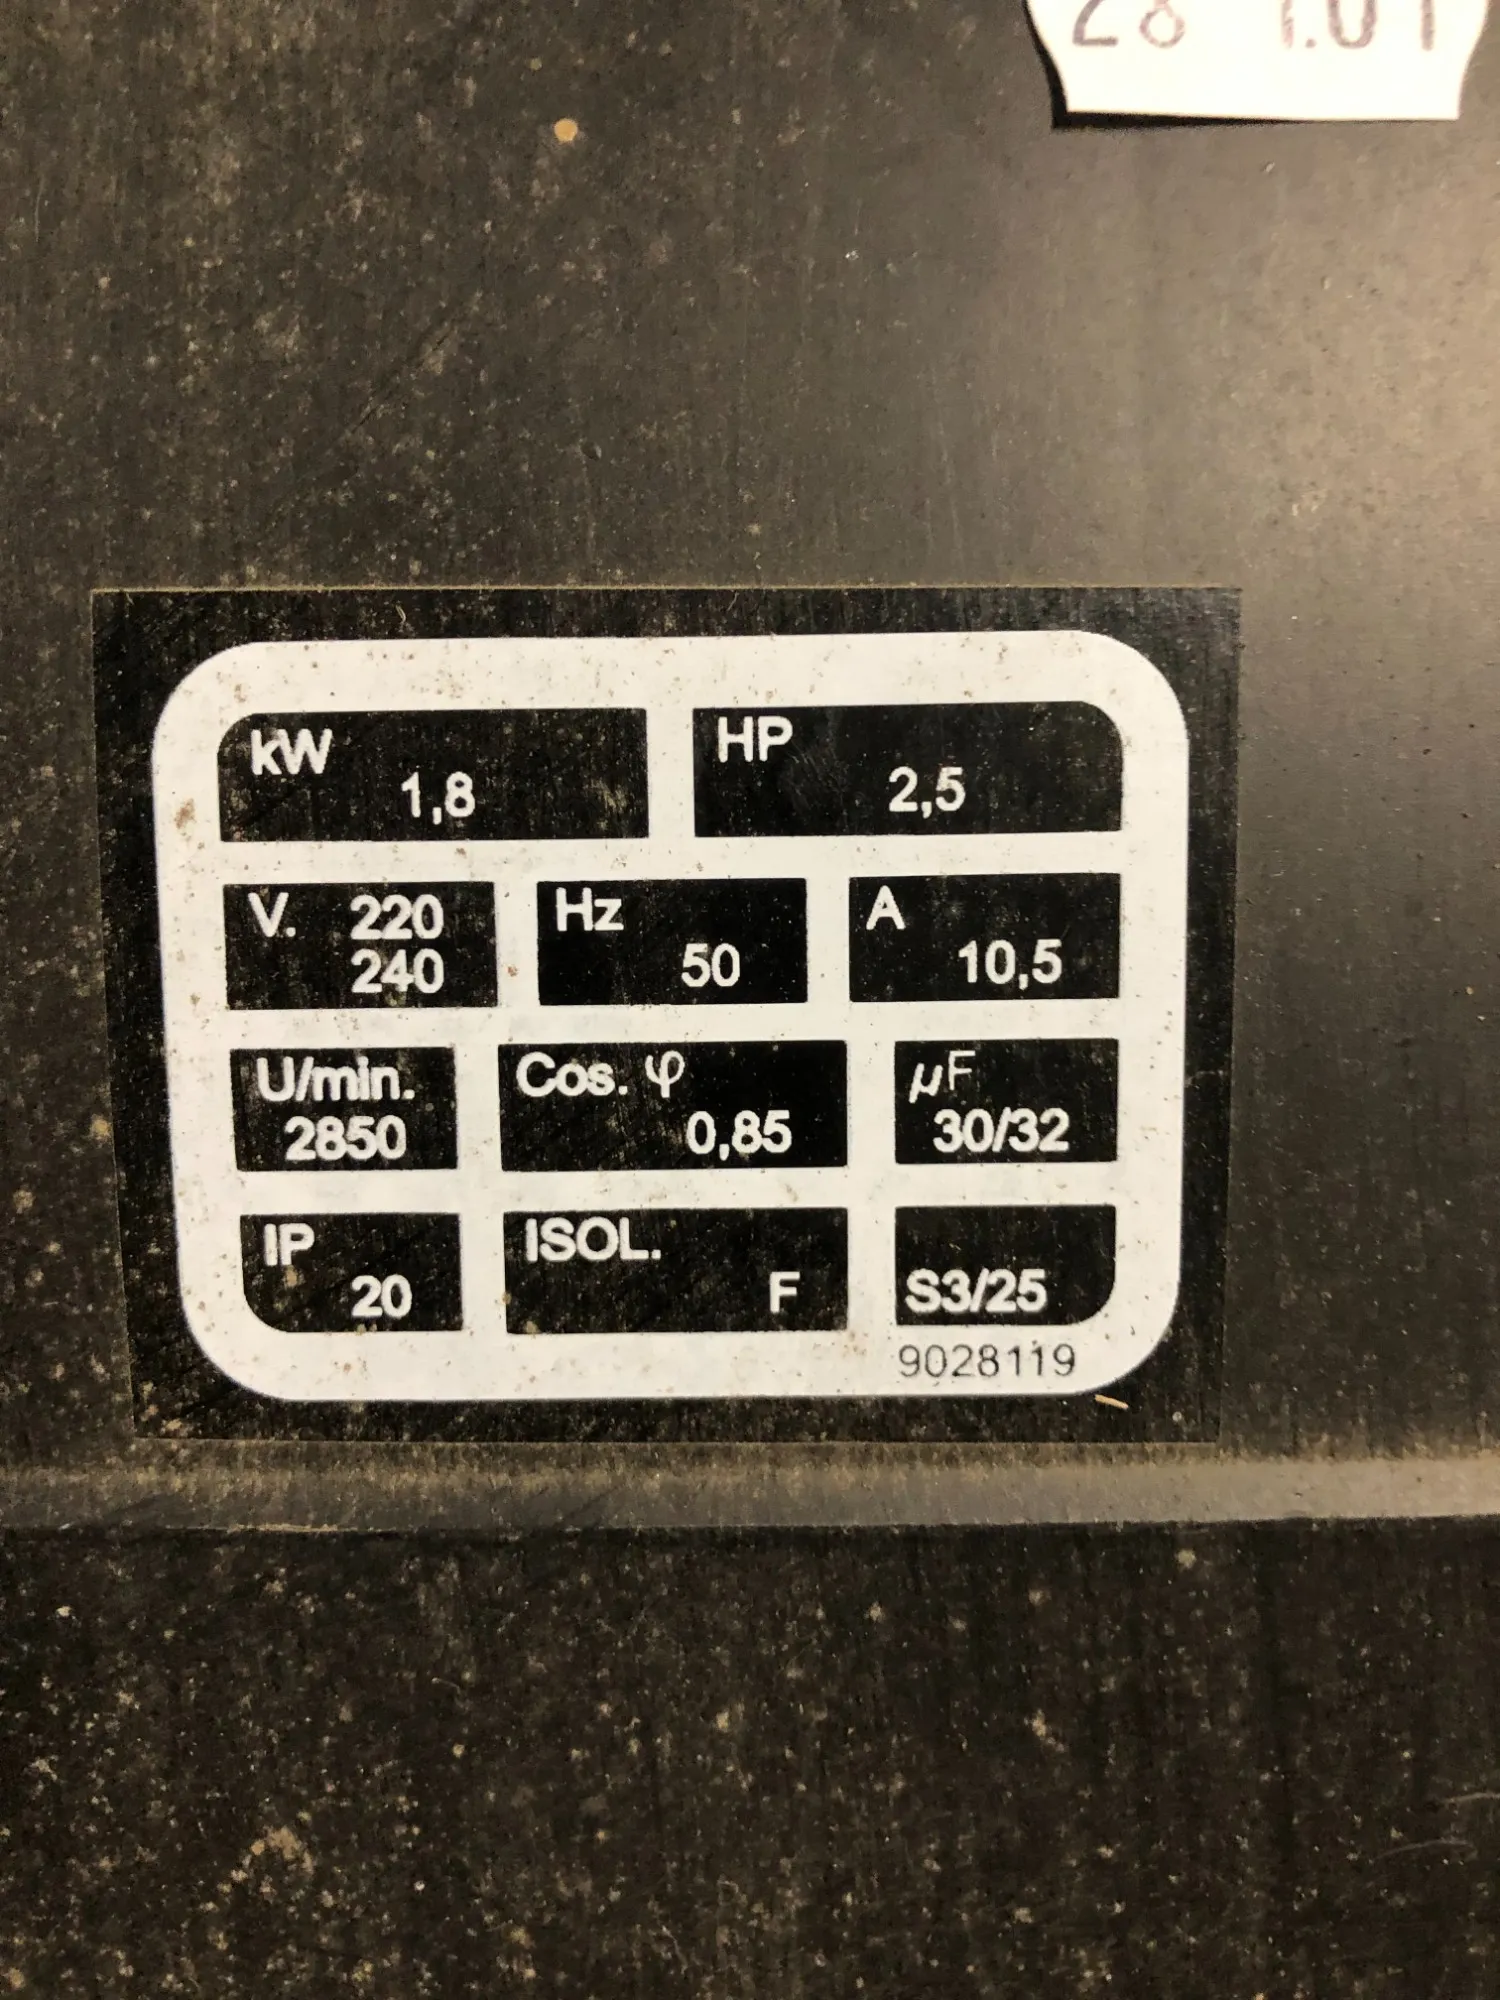 kW
1,8
HP
2,5
V. 220
240
Hz
50
A
10,5
U/min.
2850
Cos. φ
0,85
µF
30/32
IP
20
ISOL.
F
S3/25
9028119